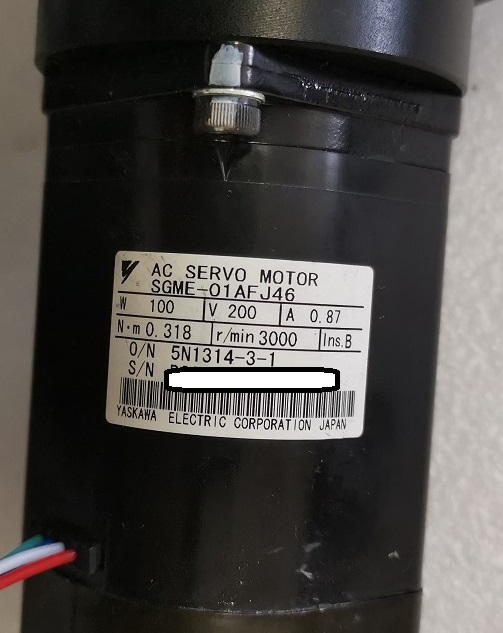 AC SERVO MOTOR
SGME-01AFJ46
W 100 V 200 A 0.87
N·m 0.318 r/min 3000 Ins.B
O/N 5N1314-3-1
S/N
YASKAWA ELECTRIC CORPORATION JAPAN